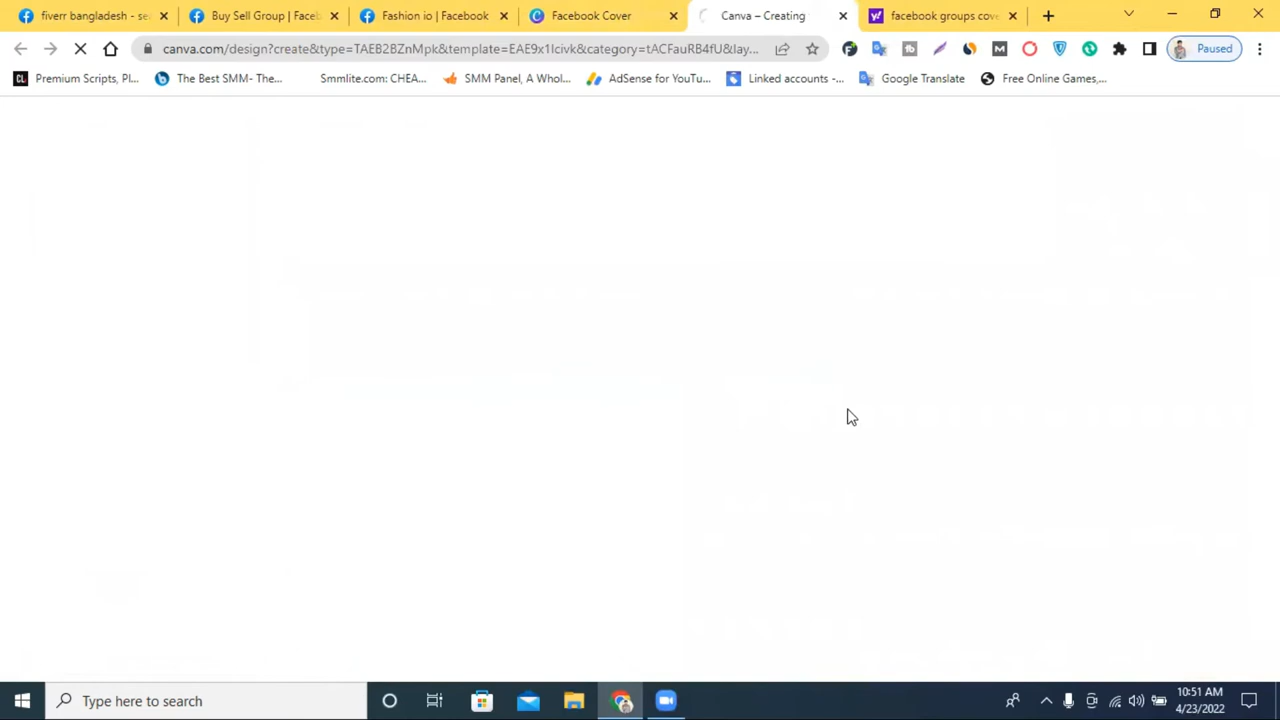 fiverr bangladesh - se
Buy Sell Group | Faceb
Fashion io | Facebook
Facebook Cover
Canva – Creating
facebook groups cove
canva.com/design?create&type=TAEB2BZnMpk&template=EAE9x1lcivk&category=tACFauRB4fU&lay...
Paused
Premium Scripts, Pl...
The Best SMM- The...
Smmlite.com: CHEA...
SMM Panel, A Whol...
AdSense for YouTu...
Linked accounts -...
Google Translate
Free Online Games,...
Type here to search
10:51 AM
4/23/2022